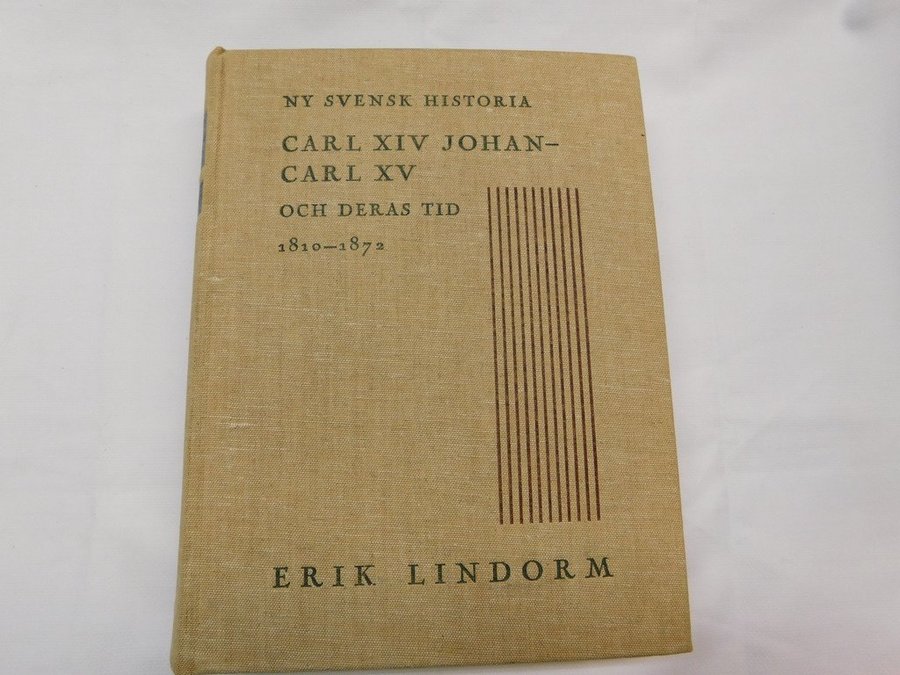 NY SVENSK HISTORIA
CARL XIV JOHAN–
CARL XV
OCH DERAS TID
1810–1872
ERIK LINDORM